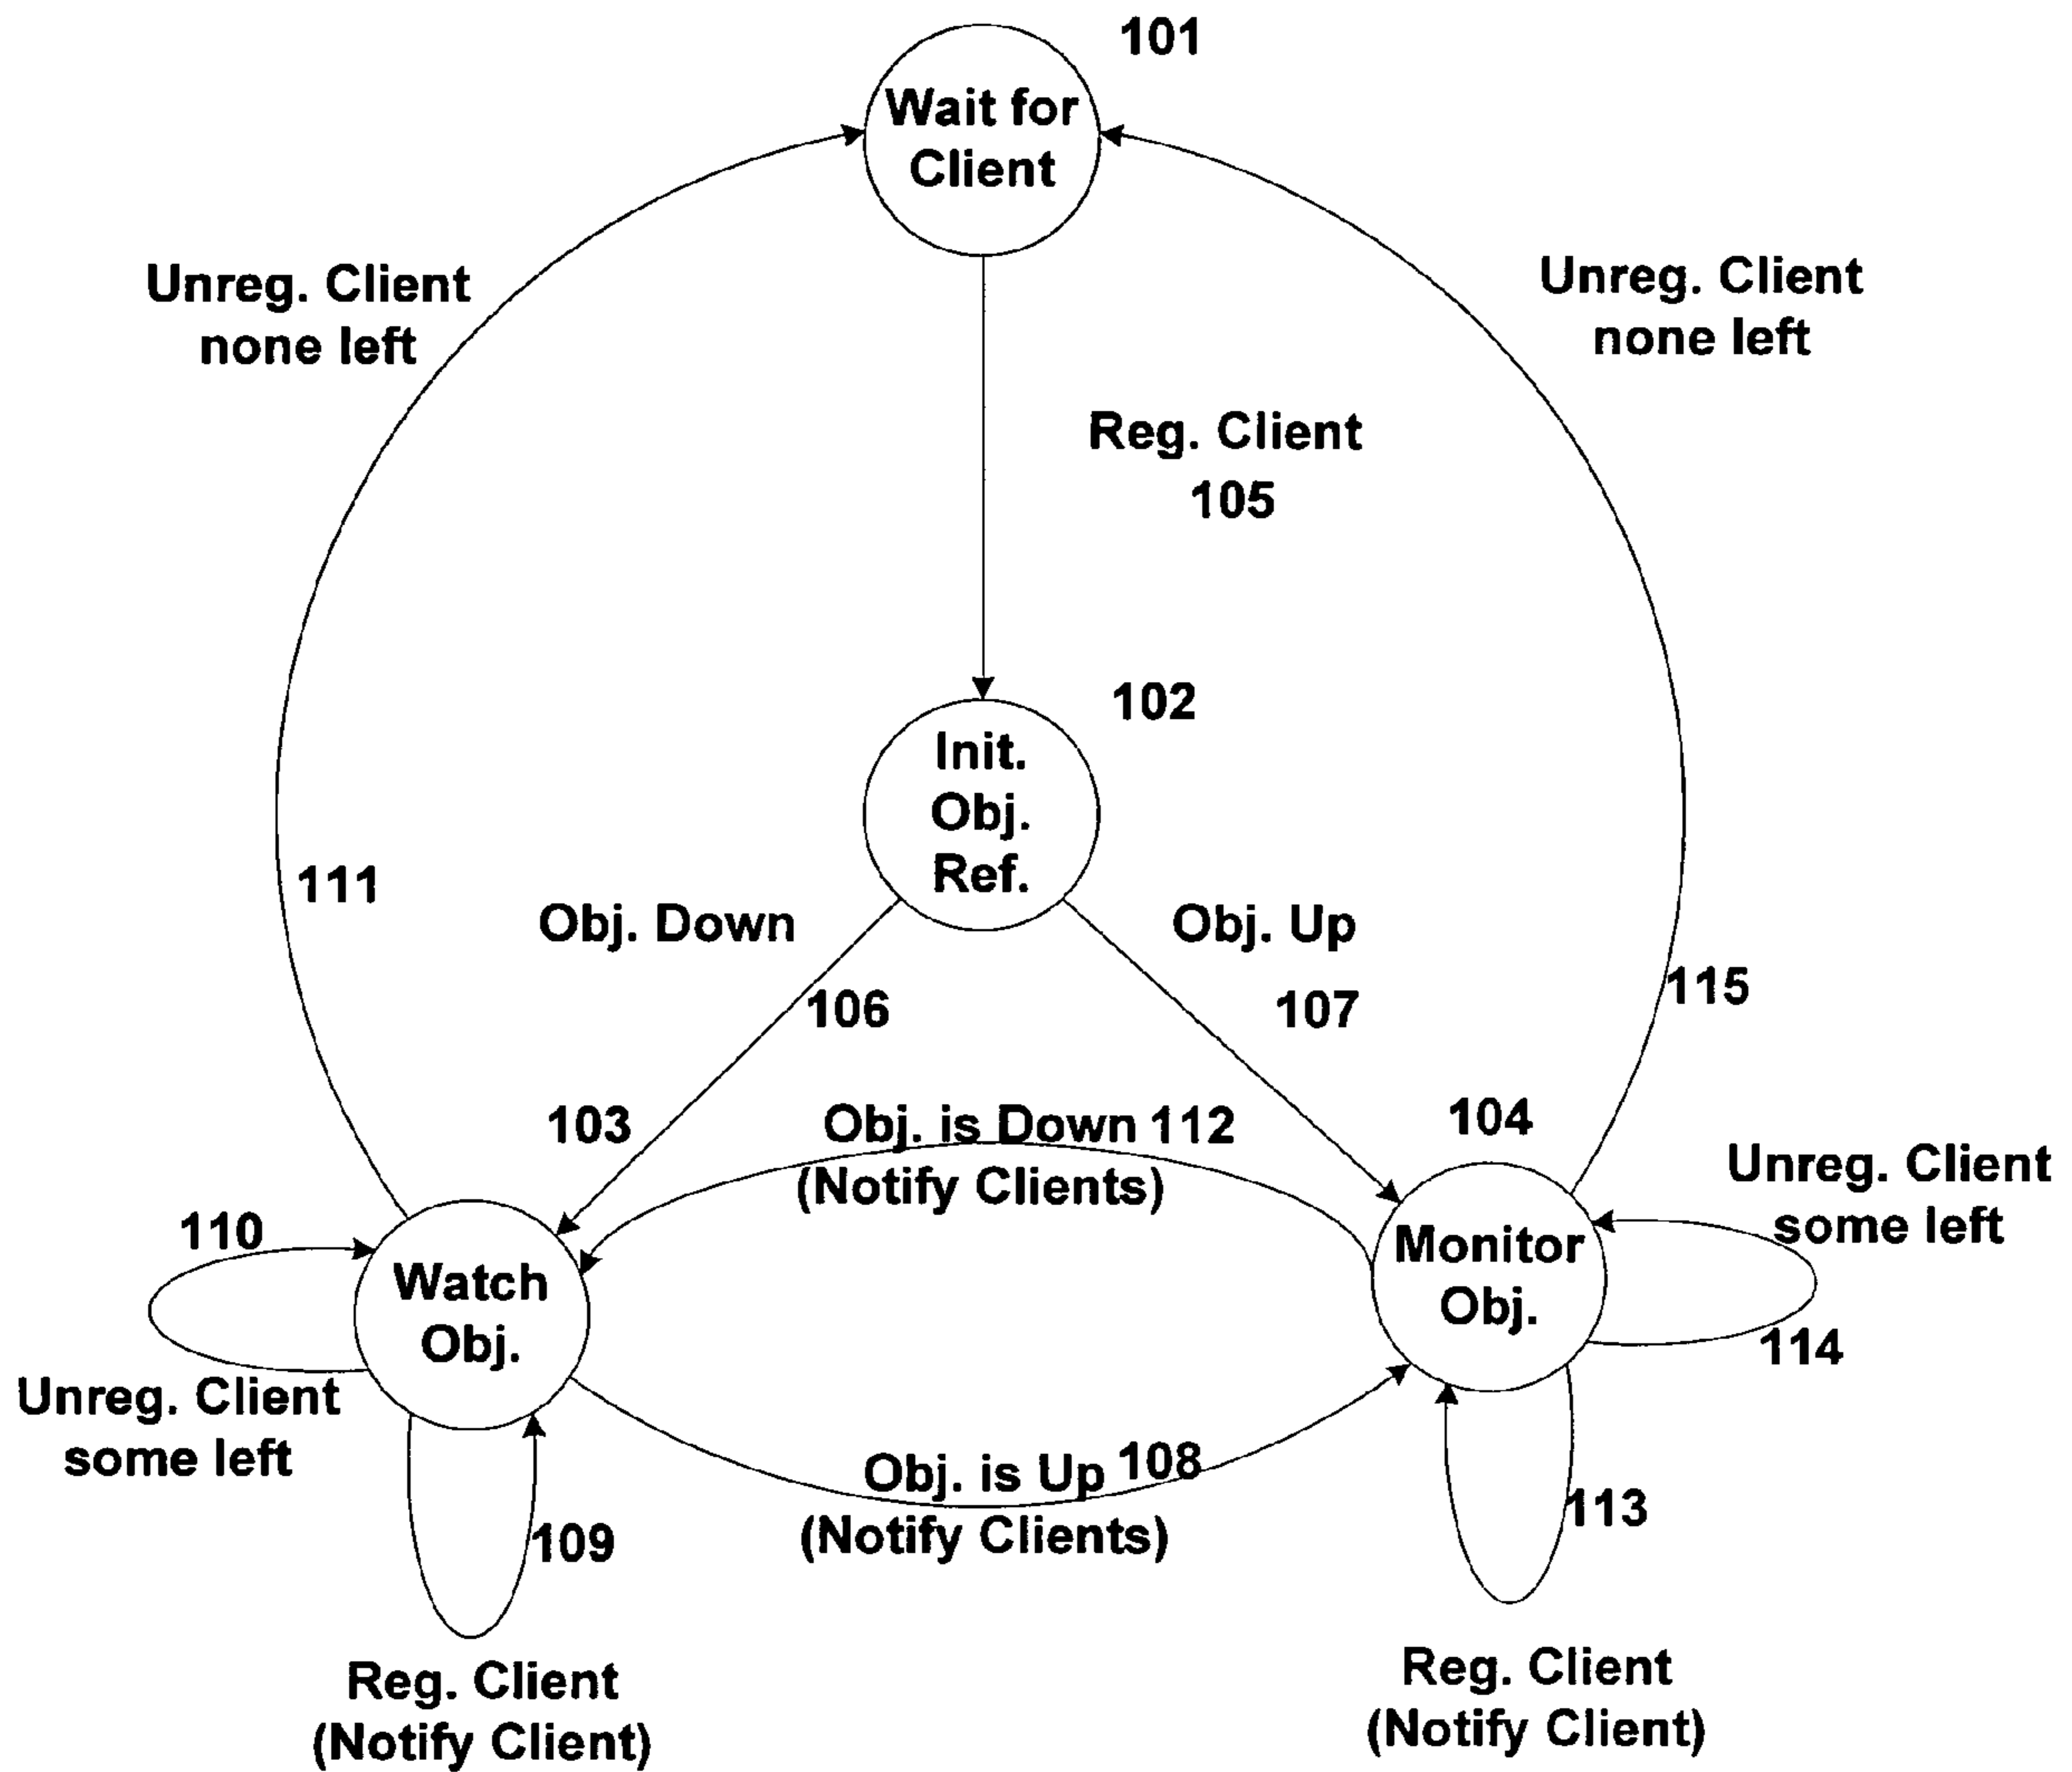 101
Wait for
Client
Unreg. Client
none left
Unreg. Client
none left
Reg. Client
105
102
Init.
Obj.
Ref.
111
Obj. Down
Obj. Up
106
107
115
103
Obj. is Down 112
(Notify Clients)
104
Unreg. Client
some left
110
Watch
Obj.
Monitor
Obj.
114
Unreg. Client
some left
Obj. is Up 108
(Notify Clients)
109
113
Reg. Client
(Notify Client)
Reg. Client
(Notify Client)